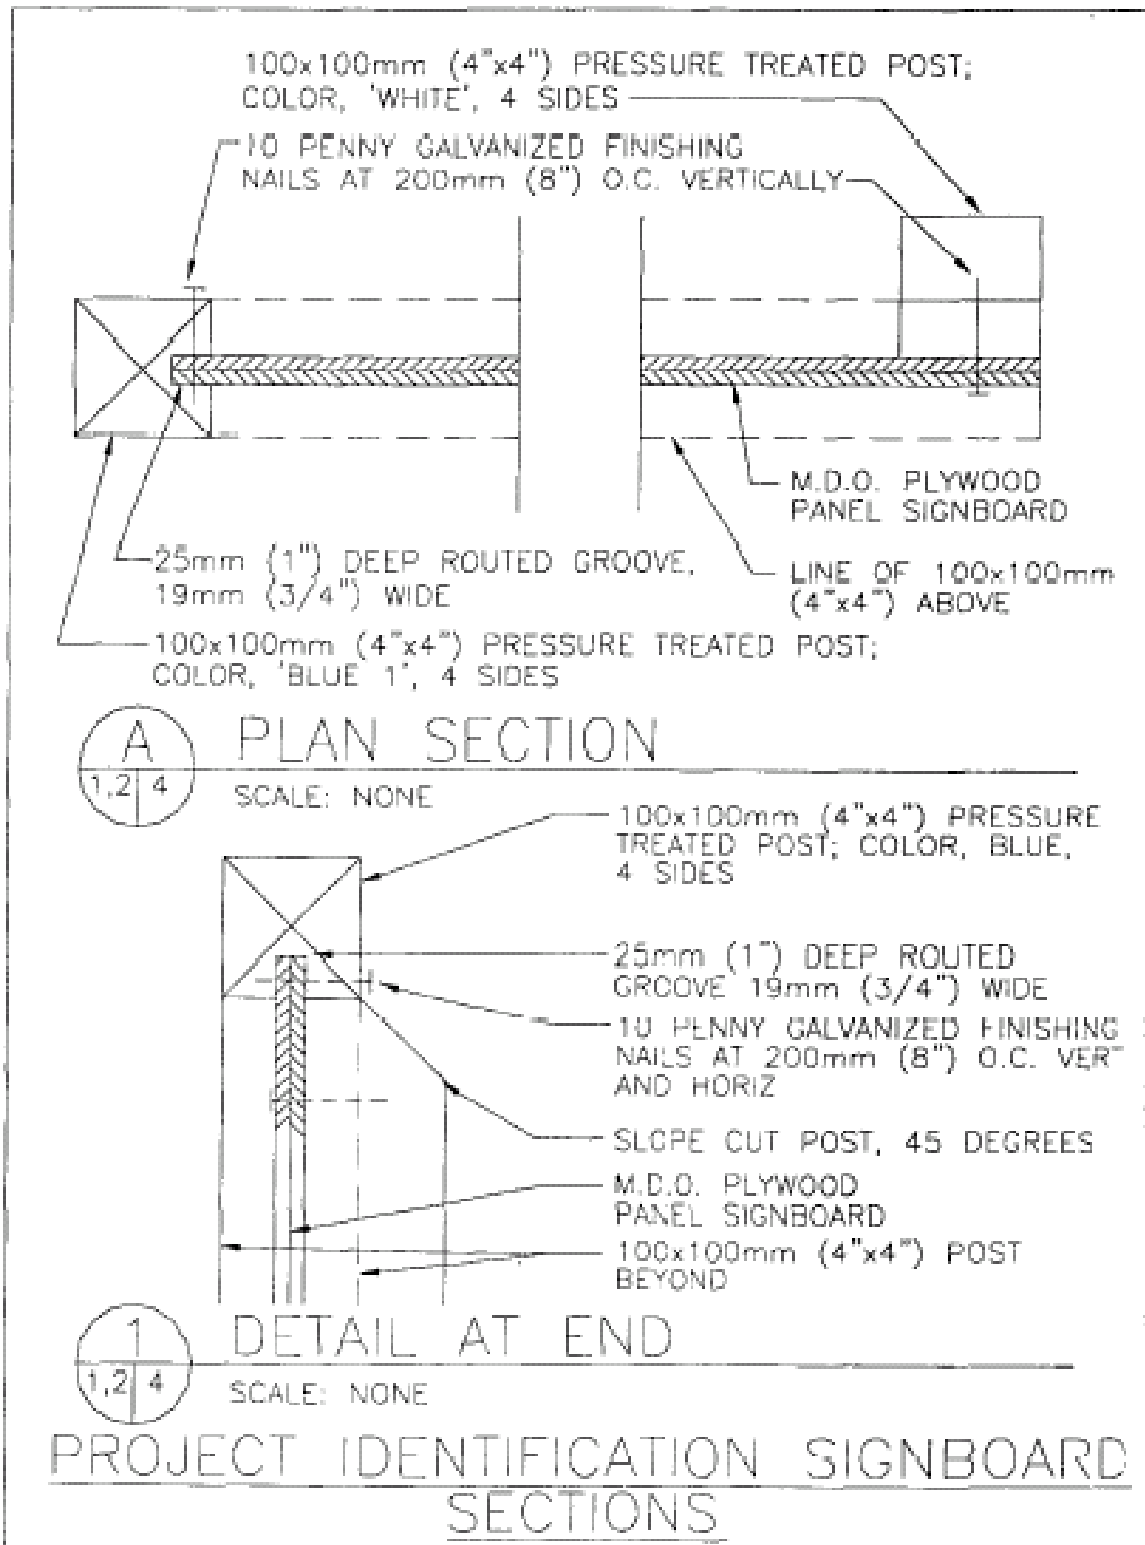 100x100mm (4"x4") PRESSURE TREATED POST;
COLOR, 'WHITE', 4 SIDES
10 PENNY GALVANIZED FINISHING
NAILS AT 200mm (8") O.C. VERTICALLY
M.D.O. PLYWOOD
PANEL SIGNBOARD
25mm (1") DEEP ROUTED GROOVE,
19mm (3/4") WIDE
LINE OF 100x100mm
(4"x4") ABOVE
100x100mm (4"x4") PRESSURE TREATED POST;
COLOR, 'BLUE 1', 4 SIDES
A
1,2 4
PLAN SECTION
SCALE: NONE
100x100mm (4"x4") PRESSURE
TREATED POST; COLOR, BLUE,
4 SIDES
25mm (1") DEEP ROUTED
GROOVE 19mm (3/4") WIDE
10 PENNY GALVANIZED FINISHING
NAILS AT 200mm (8") O.C. VERT
AND HORIZ
SLOPE CUT POST, 45 DEGREES
M.D.O. PLYWOOD
PANEL SIGNBOARD
100x100mm (4"x4") POST
BEYOND
1
1,2 4
DETAIL AT END
SCALE: NONE
PROJECT IDENTIFICATION SIGNBOARD
SECTIONS